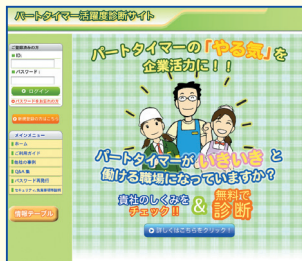 パートタイマー活躍度診断サイト
ご登録済みの方
ID:
パスワード:
ログイン
パスワードをお忘れの方
新規登録の方はこちら
メインメニュー
ホーム
ご利用ガイド
他社の事例
Q&A 集
パスワード再発行
情報テーブル
パートタイマーの「やる気」を
企業活力に!!
パートタイマーが、いきいきと
働ける職場になっていますか?
貴社のしくみを
チェック!!
&
無料で
診断
詳しくはこちらをクリック!